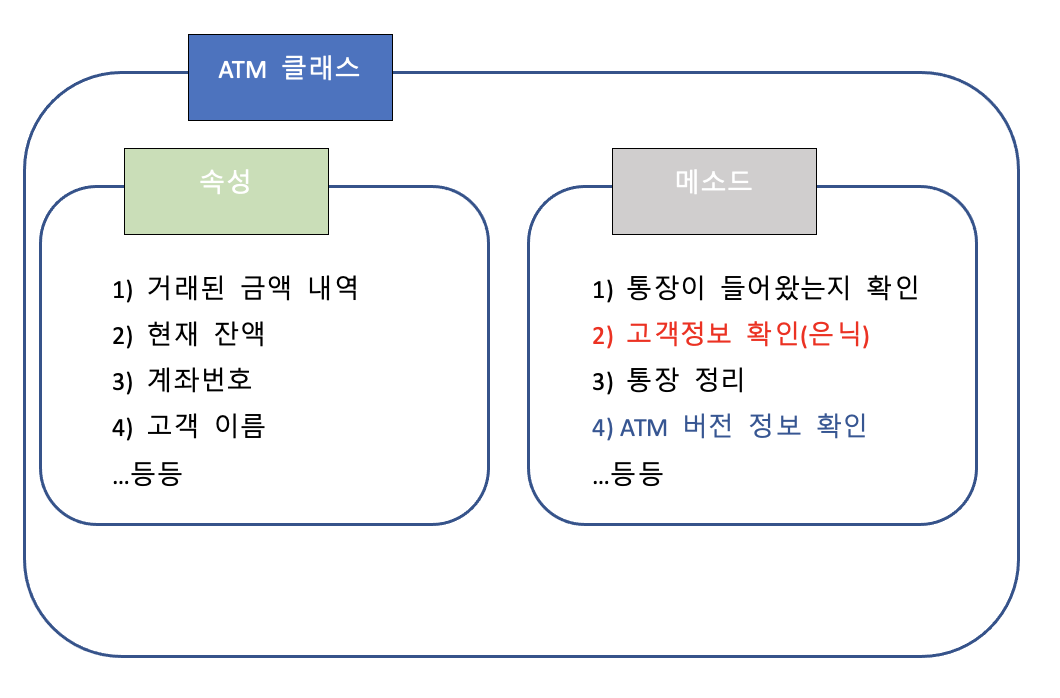 ATM 클래스
속성
1) 거래된 금액 내역
2) 현재 잔액
3) 계좌번호
4) 고객 이름
...등등
메소드
1) 통장이 들어왔는지 확인
2) 고객정보 확인(은닉)
3) 통장 정리
4) ATM 버전 정보 확인
...등등